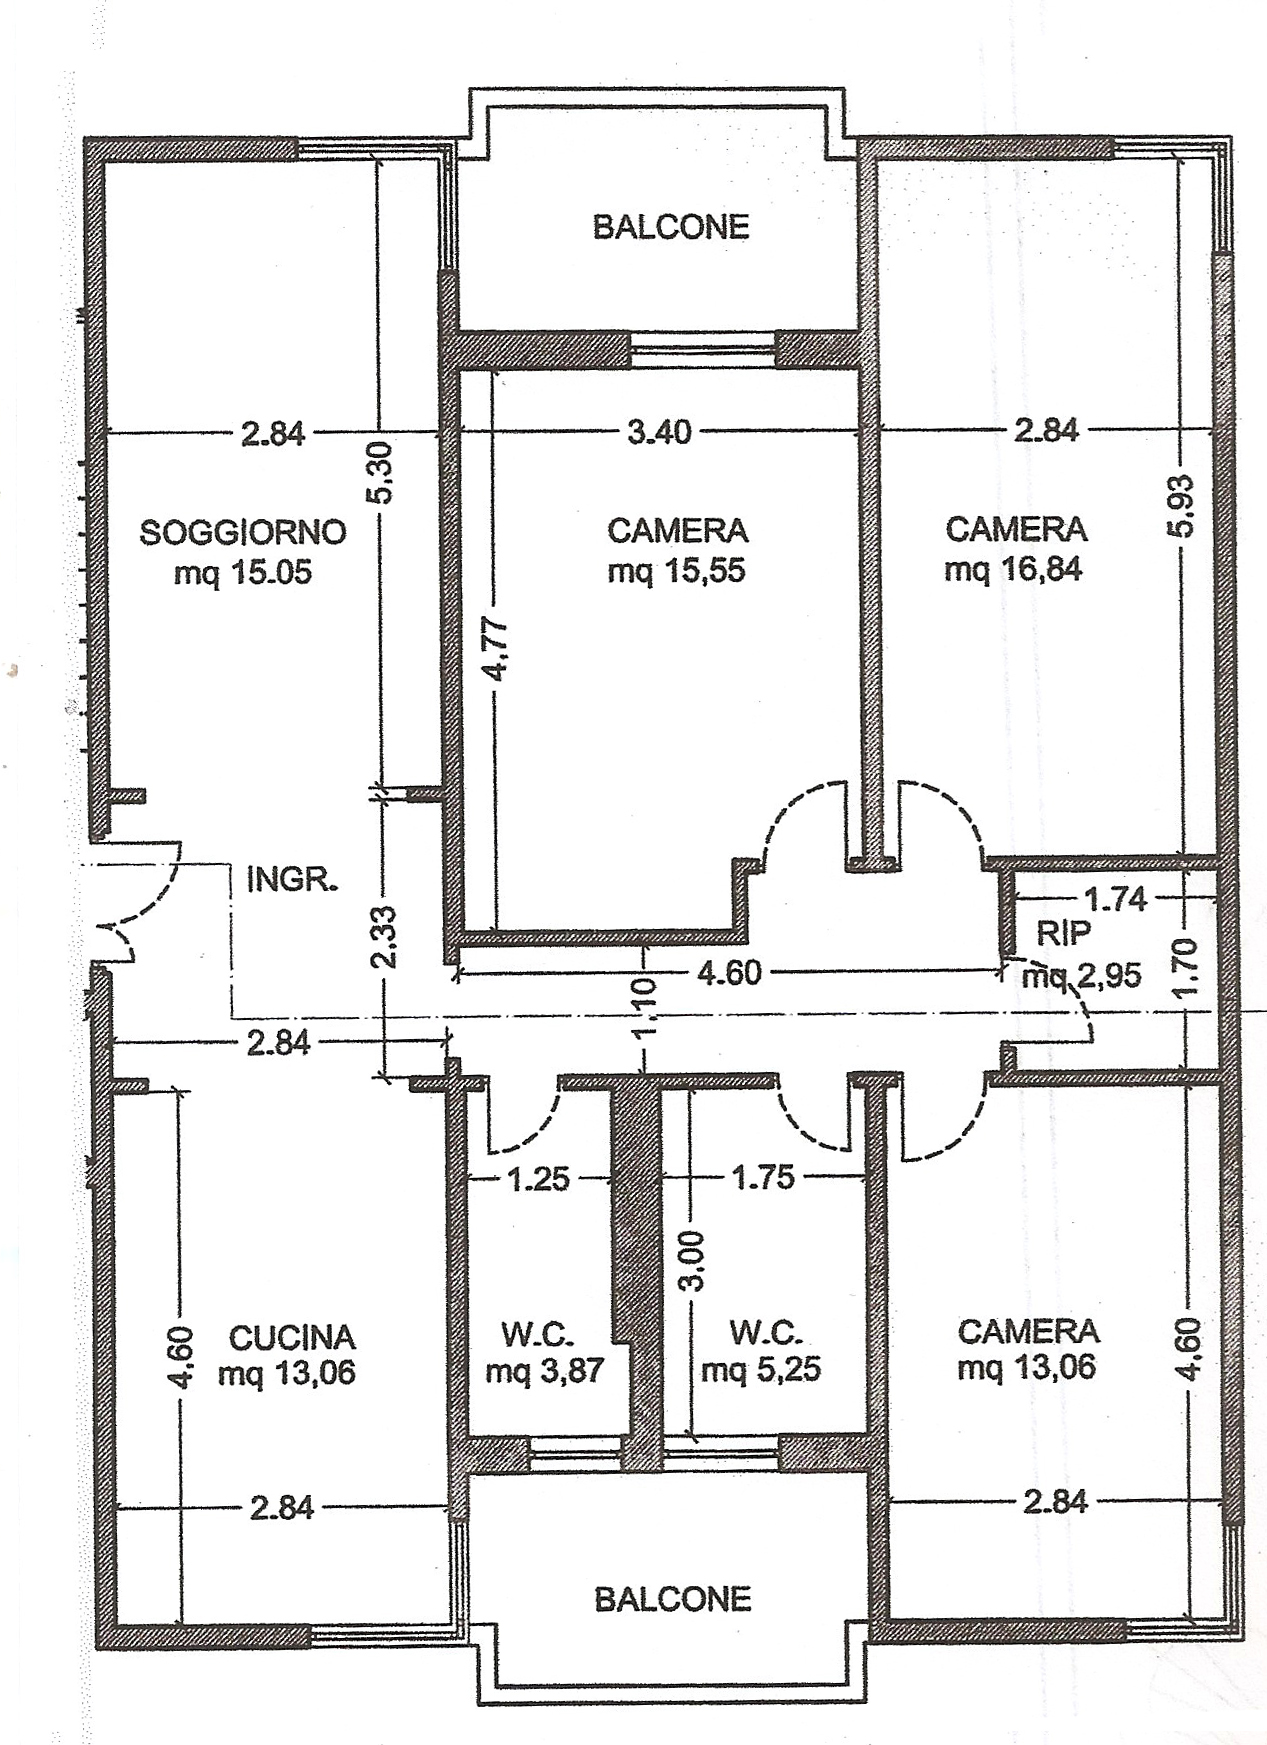 BALCONE
2.84
3.40
2.84
5,30
5.93
SOGGIORNO
mq 15.05
CAMERA
mq 15,55
CAMERA
mq 16,84
4,77
INGR.
2.33
1.74
RIP
mq 2,95
1.70
4.60
1,10
2.84
1.25
1.75
3.00
CUCINA
mq 13,06
4.60
W.C.
mq 3,87
W.C.
mq 5,25
CAMERA
mq 13,06
4.60
2.84
2.84
BALCONE